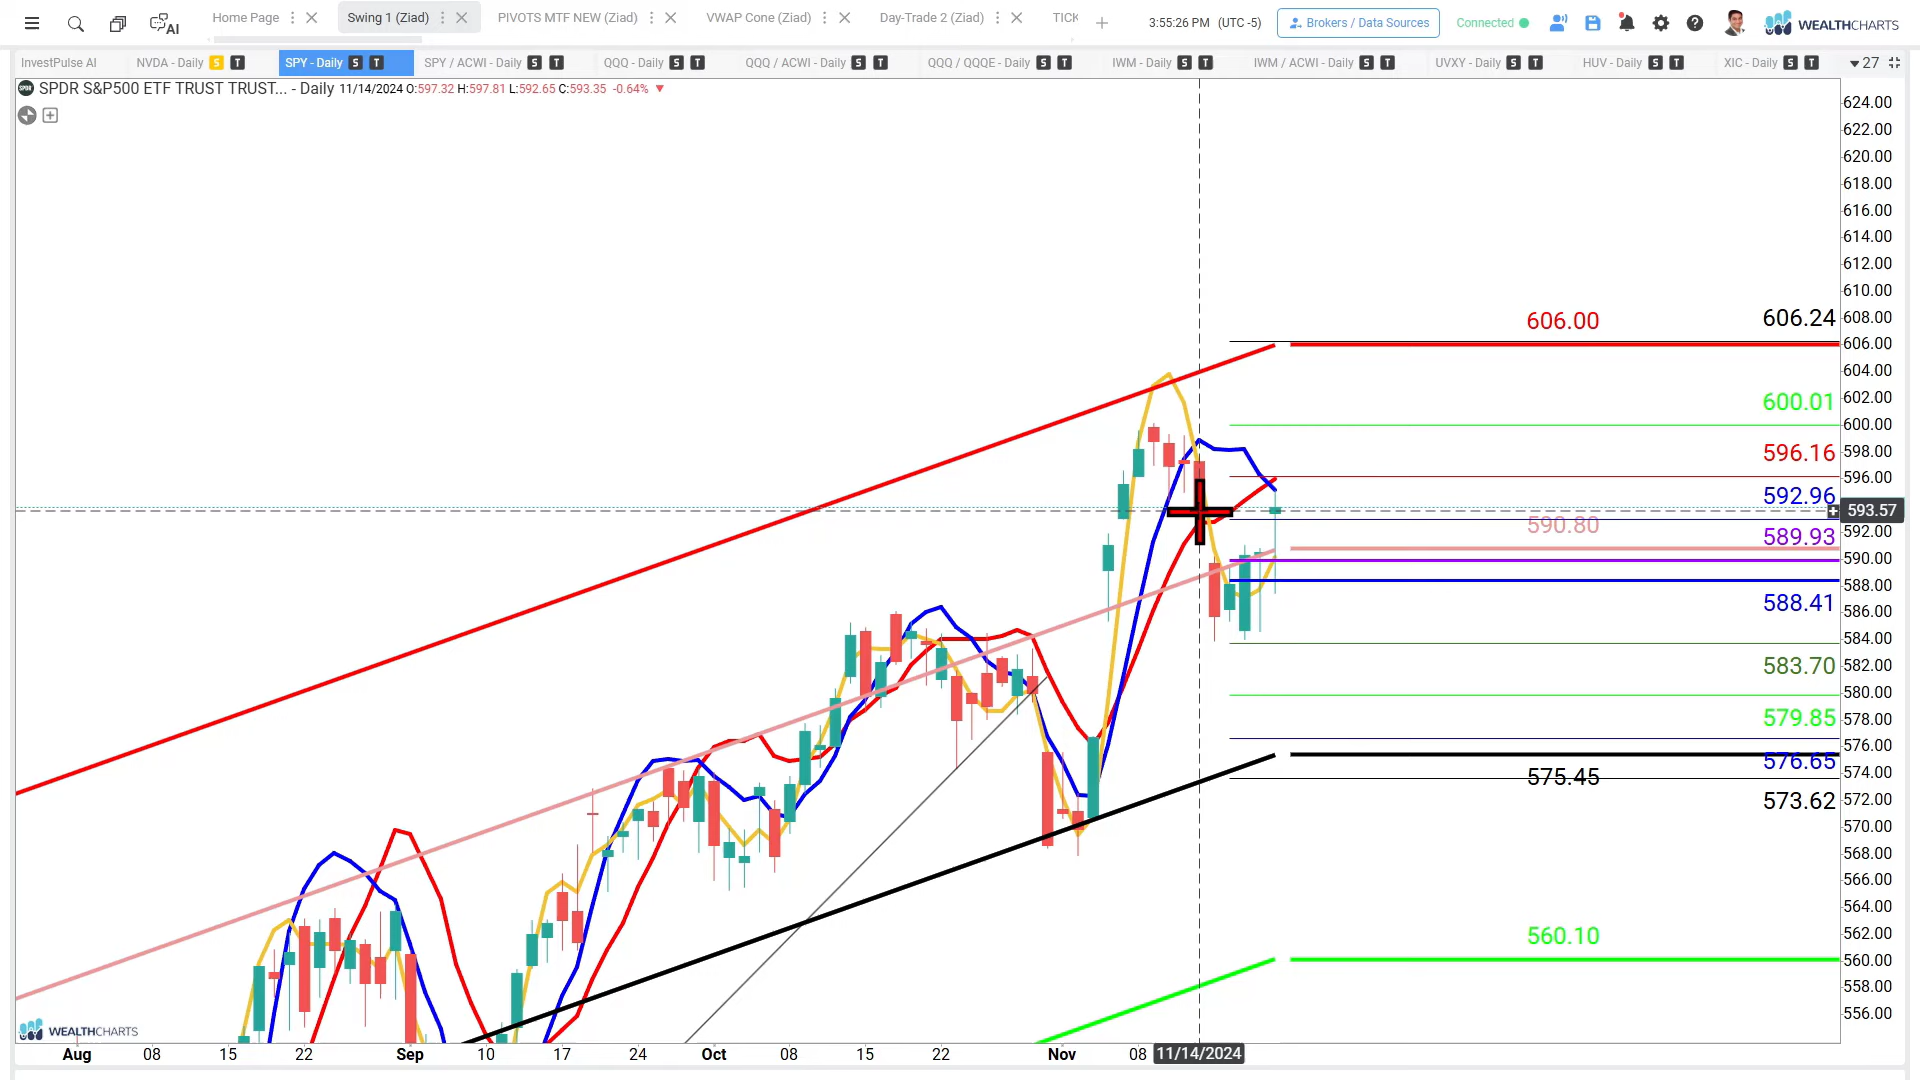 AI
Home Page
Swing 1 (Ziad)
PIVOTS MTF NEW (Ziad)
VWAP Cone (Ziad)
Day-Trade 2 (Ziad)
TICK
3:55:26 PM (UTC -5)
Brokers / Data Sources
Connected
WEALTHCHARTS
InvestPulse AI
NVDA - Daily S T
SPY - Daily S T
SPY / ACWI - Daily S T
QQQ - Daily S T
QQQ / ACWI - Daily S T
QQQ / QQQE - Daily S T
IWM - Daily S T
IWM / ACWI - Daily S T
UVXY - Daily S T
HUV - Daily S T
XIC - Daily S T
27
SPDR S&P500 ETF TRUST TRUST... - Daily 11/14/2024 O:597.32 H:597.81 L:592.65 C:593.35 -0.64%
624.00
622.00
620.00
618.00
616.00
614.00
612.00
610.00
608.00
606.00
604.00
602.00
600.00
598.00
596.00
593.57
592.00
590.00
588.00
586.00
584.00
582.00
580.00
578.00
576.00
574.00
572.00
570.00
568.00
566.00
564.00
562.00
560.00
558.00
556.00
606.00
606.24
600.01
596.16
592.96
590.80
589.93
588.41
583.70
579.85
576.65
575.45
573.62
560.10
WEALTHCHARTS
Aug 08 15 22 Sep 10 17 24 Oct 08 15 22 Nov 08 11/14/2024